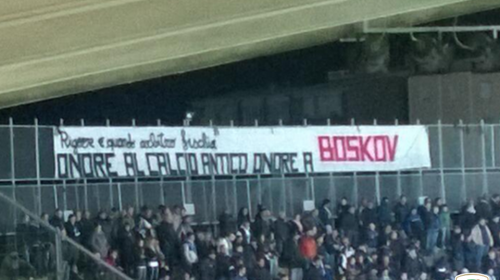 "Rigore è quando arbitro fischia"
ONORE AL CALCIO ANTICO ONORE A BOSKOV